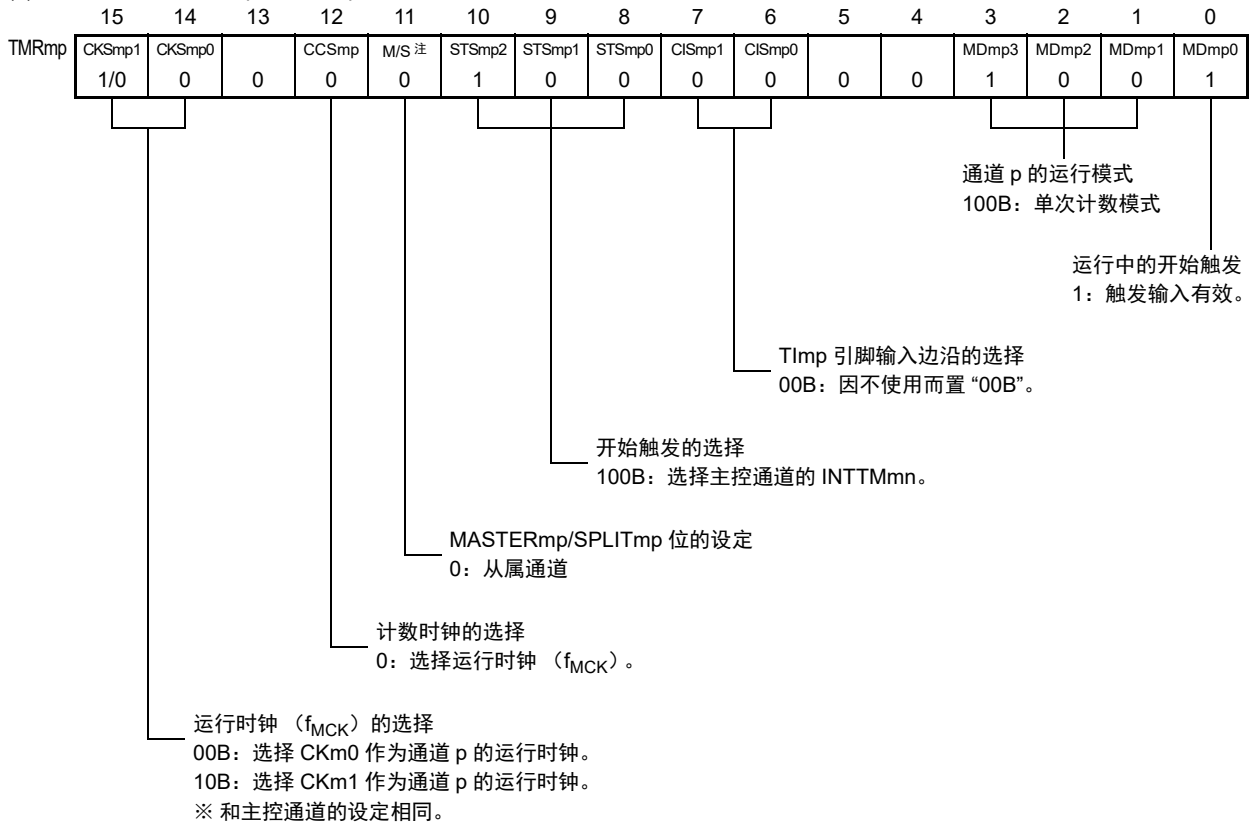 15 14 13 12 11 10 9 8 7 6 5 4 3 2 1 0
TMRmp CKSmp1 CKSmp0 CCSmp M/S 注 STSmp2 STSmp1 STSmp0 CISmp1 CISmp0 MDmp3 MDmp2 MDmp1 MDmp0
1/0 0 0 0 0 1 0 0 0 0 0 0 1 0 0 1
通道 p 的运行模式
100B：单次计数模式
运行中的开始触发
1：触发输入有效。
TImp 引脚输入边沿的选择
00B：因不使用而置 “00B”。
开始触发的选择
100B：选择主控通道的 INTTMmn。
MASTERmp/SPLITmp 位的设定
0：从属通道
计数时钟的选择
0：选择运行时钟 （fMCK）。
运行时钟 （fMCK）的选择
00B：选择 CKm0 作为通道 p 的运行时钟。
10B：选择 CKm1 作为通道 p 的运行时钟。
※ 和主控通道的设定相同。